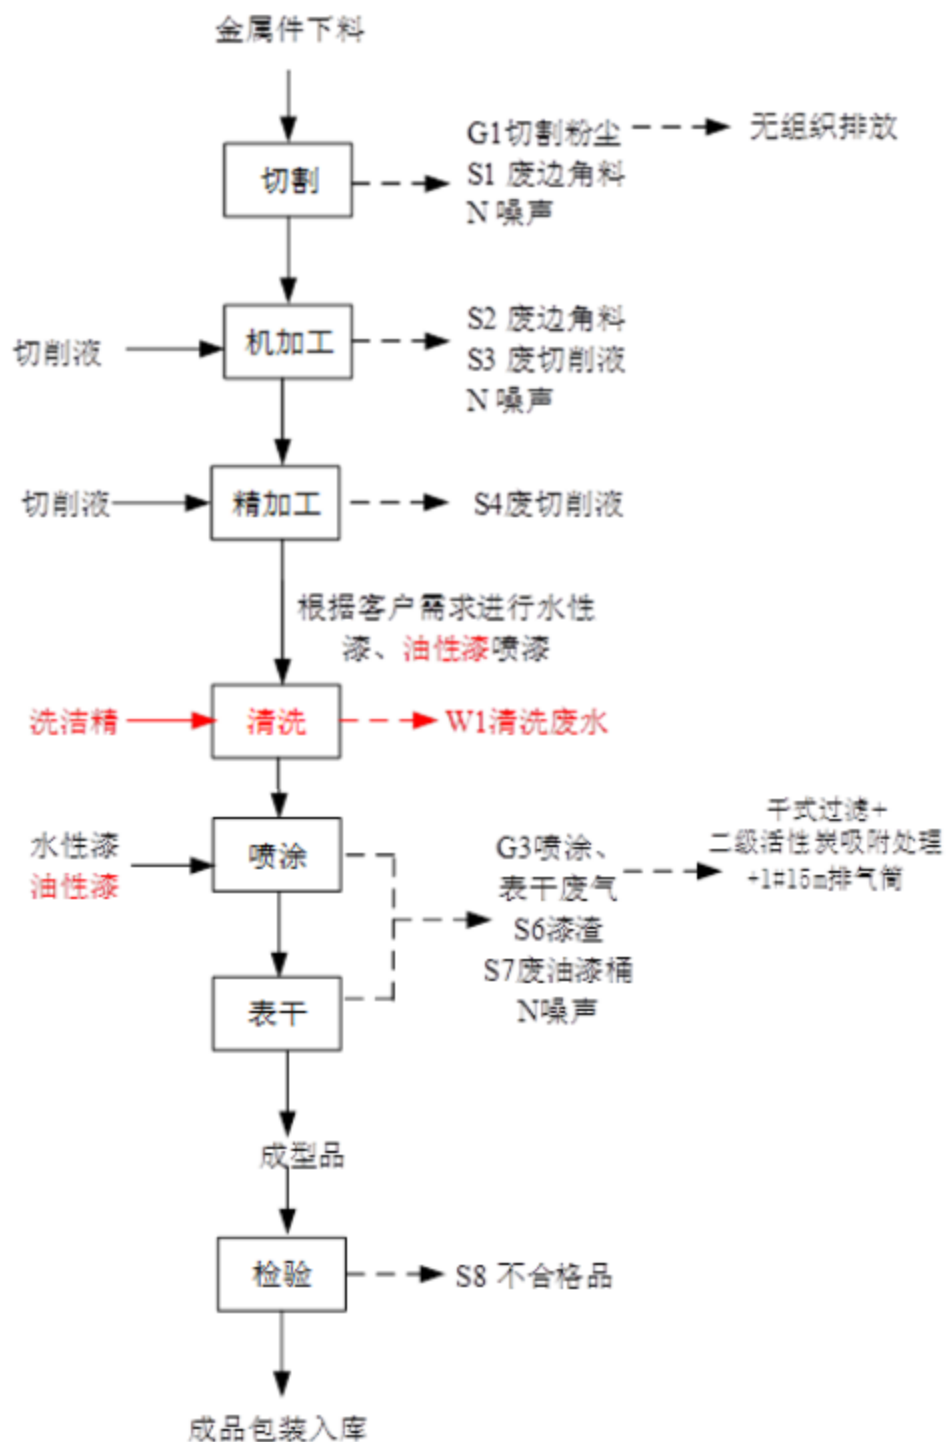 金属件下料
G1切割粉尘
无组织排放
切割
S1 废边角料
N 噪声
S2 废边角料
切削液
机加工
S3 废切削液
N 噪声
切削液
精加工
S4废切削液
根据客户需求进行水性
漆、油性漆喷漆
洗洁精
清洗
W1清洗废水
水性漆
油性漆
喷涂
G3喷涂、
表干废气
S6漆渣
S7废油漆桶
N噪声
干式过滤+
二级活性炭吸附处理
+1#15m排气筒
表干
成型品
检验
S8 不合格品
成品包装入库